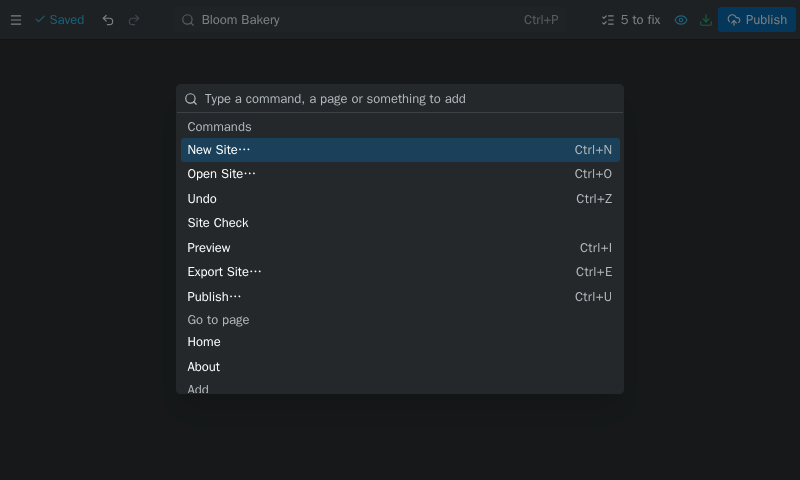 Saved
Bloom Bakery Ctrl+P
5 to fix
Publish
Type a command, a page or something to add
Commands
New Site⋯ Ctrl+N
Open Site⋯ Ctrl+O
Undo Ctrl+Z
Site Check
Preview Ctrl+I
Export Site⋯ Ctrl+E
Publish⋯ Ctrl+U
Go to page
Home
About
Add